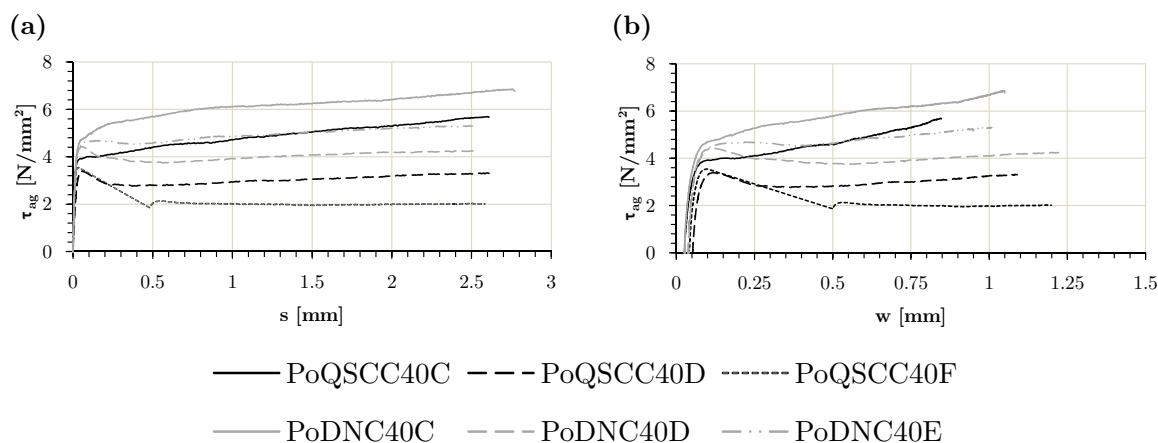 (a)
8
6
4
2
0
τag [N/mm²]
0 0.5 1 1.5 2 2.5 3
s [mm]
(b)
8
6
4
2
0
τag [N/mm²]
0 0.25 0.5 0.75 1 1.25 1.5
w [mm]
PoQSCC40C PoQSCC40D PoQSCC40F
PoDNC40C PoDNC40D PoDNC40E